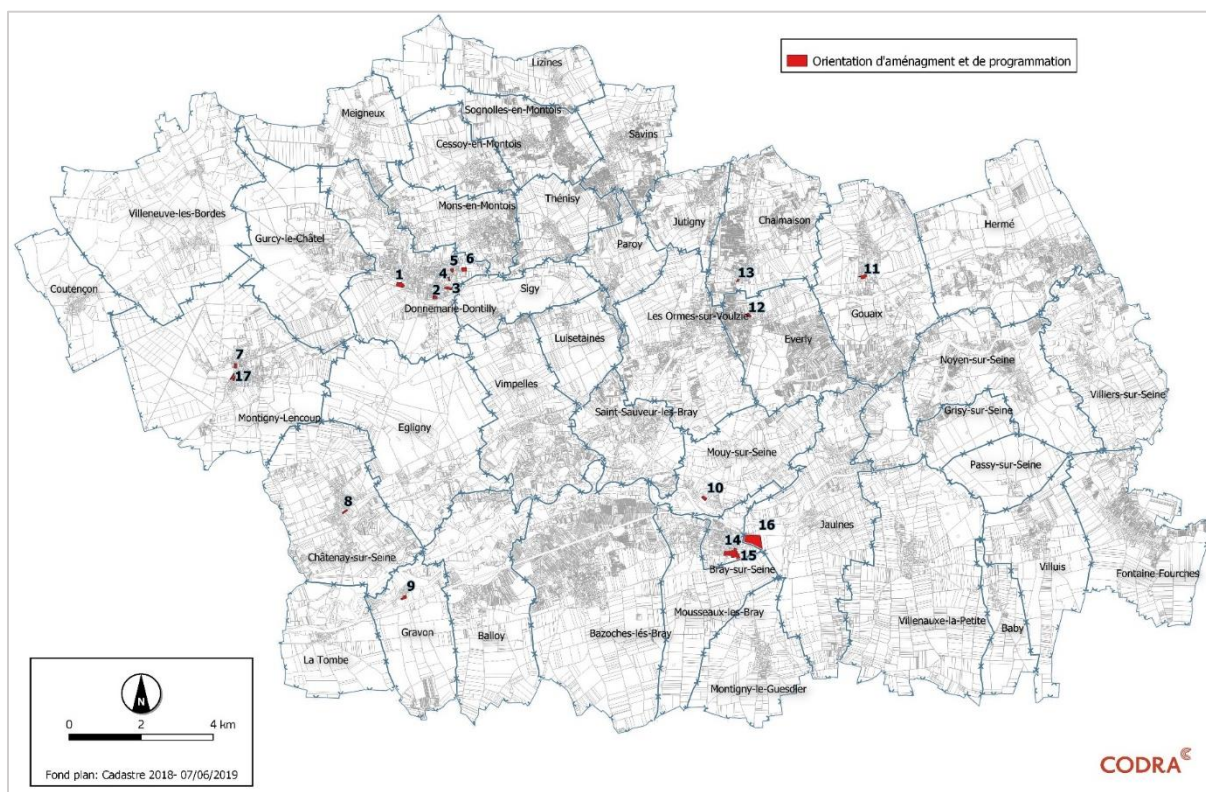 Orientation d'aménagment et de programmation
Lizines
Meigneux
Sognolles-en-Montois
Savins
Cessoy-en-Montois
Villeneuve-les-Bordes
Gurcy-le-Châtel
Mons-en-Montois
Thénisy
Jutigny
Chalmaison
Hermé
Paroy
Coutençon
1
2
3
4
5
6
Sigy
Donnemarie-Dontilly
13
11
12
Gouaix
Les Ormes-sur-Voulzie
Everly
Luisetaines
Vimpelles
Noyen-sur-Seine
7
17
Montigny-Lencoup
Egligny
Saint-Sauveur-les-Bray
Grisy-sur-Seine
Villiers-sur-Seine
Mouy-sur-Seine
Passy-sur-Seine
8
10
Châtenay-sur-Seine
14
16
15
Jaulnes
Bray-sur-Seine
Villuis
Fontaine-Fourches
9
Gravon
Balloy
Bazoches-lés-Bray
Mousseaux-les-Bray
Villenauxe-la-Petite
Baby
La Tombe
Montigny-le-Guesdier
N
0 2 4 km
Fond plan: Cadastre 2018- 07/06/2019
CODRA